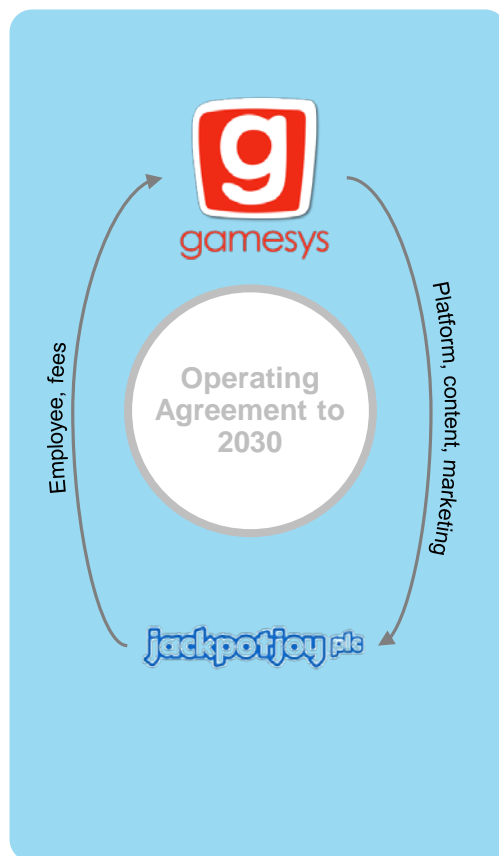 g
gamesys
Platform, content, marketing
Operating
Agreement to
2030
Employee, fees
jackpotjoy plc